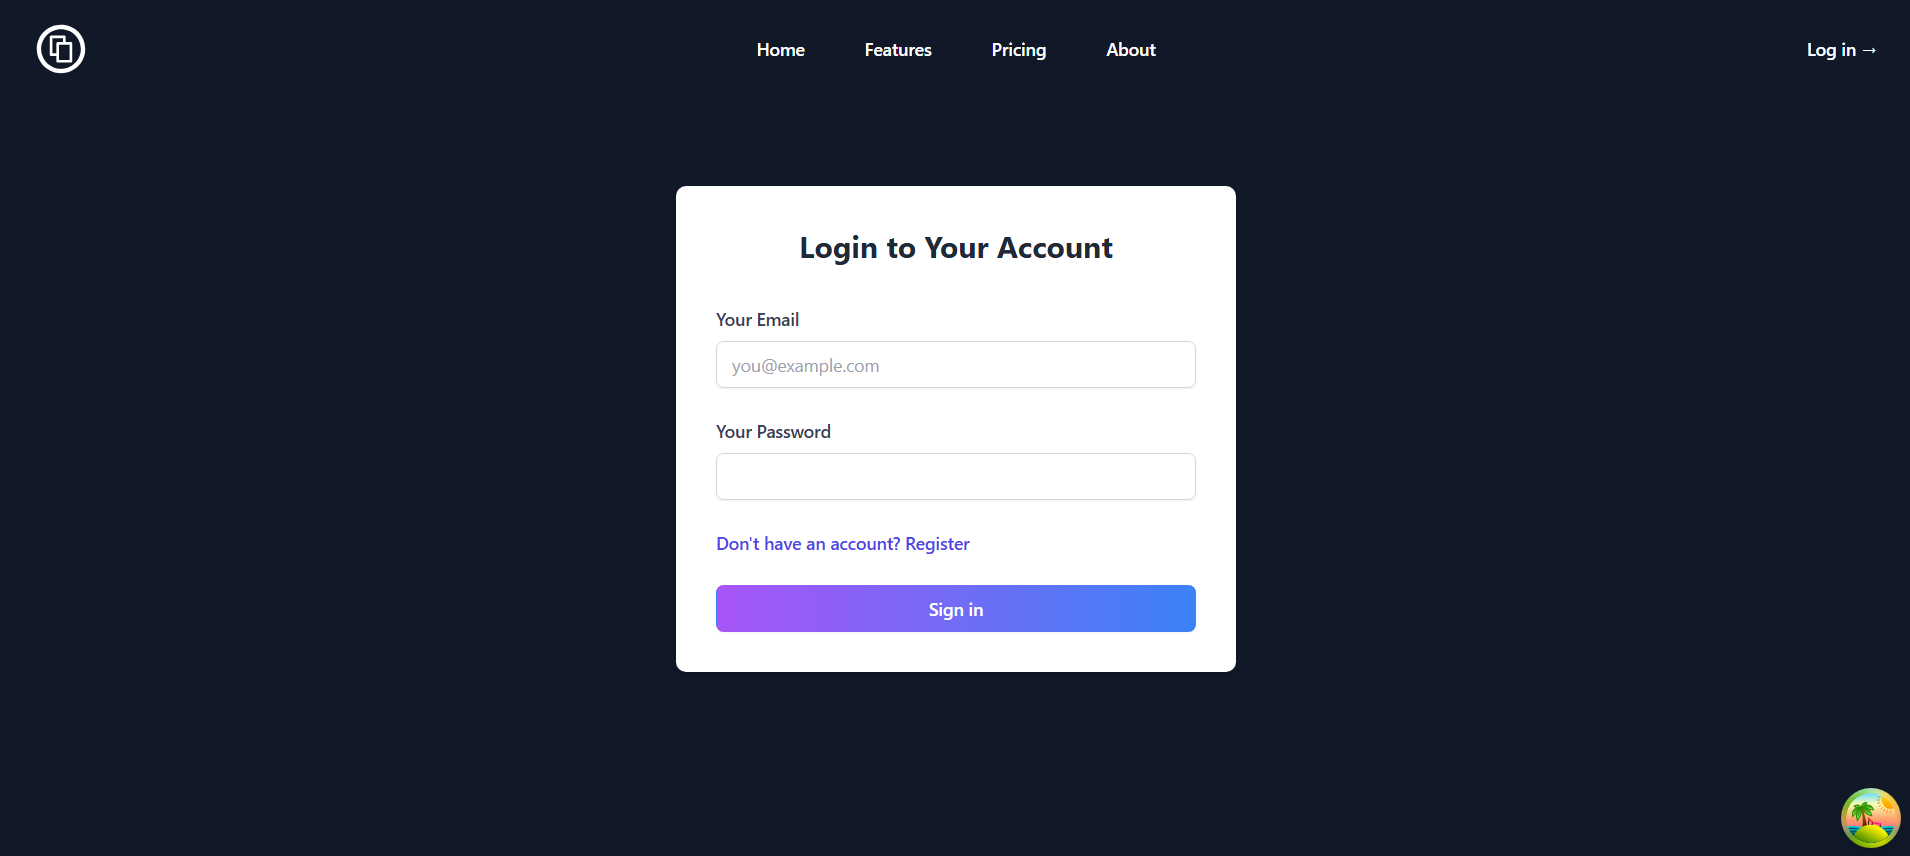 Home Features Pricing About Log in →
Login to Your Account
Your Email
you@example.com
Your Password
Don't have an account? Register
Sign in